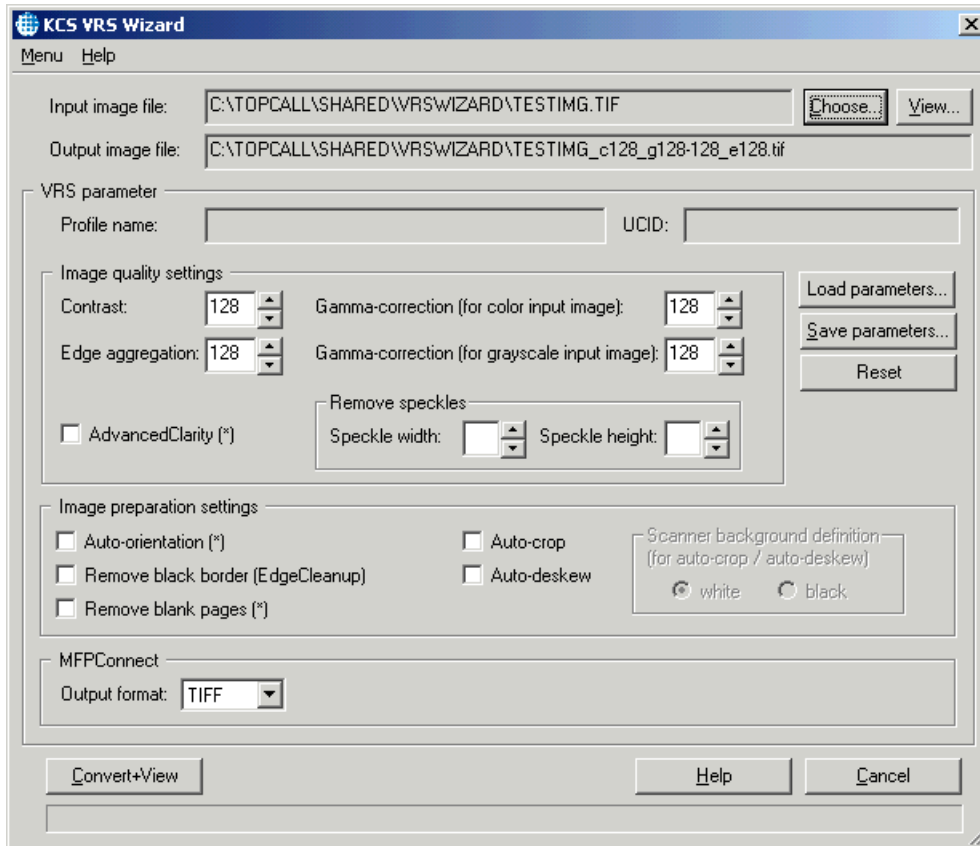 KCS VRS Wizard
Menu Help
Input image file: C:\TOPCALL\SHARED\VRSWIZARD\TESTIMG.TIF Choose... View...
Output image file: C:\TOPCALL\SHARED\VRSWIZARD\TESTIMG_c128_g128-128_e128.tif
VRS parameter
Profile name: UCID:
Image quality settings
Contrast: 128 Gamma-correction (for color input image): 128
Edge aggregation: 128 Gamma-correction (for grayscale input image): 128
Load parameters...
Save parameters...
Reset
Remove speckles
AdvancedClarity (*) Speckle width: Speckle height:
Image preparation settings
Auto-orientation (*) Auto-crop
Remove black border (EdgeCleanup) Auto-deskew
Remove blank pages (*)
Scanner background definition
(for auto-crop / auto-deskew)
white black
MFPConnect
Output format: TIFF
Convert+View Help Cancel